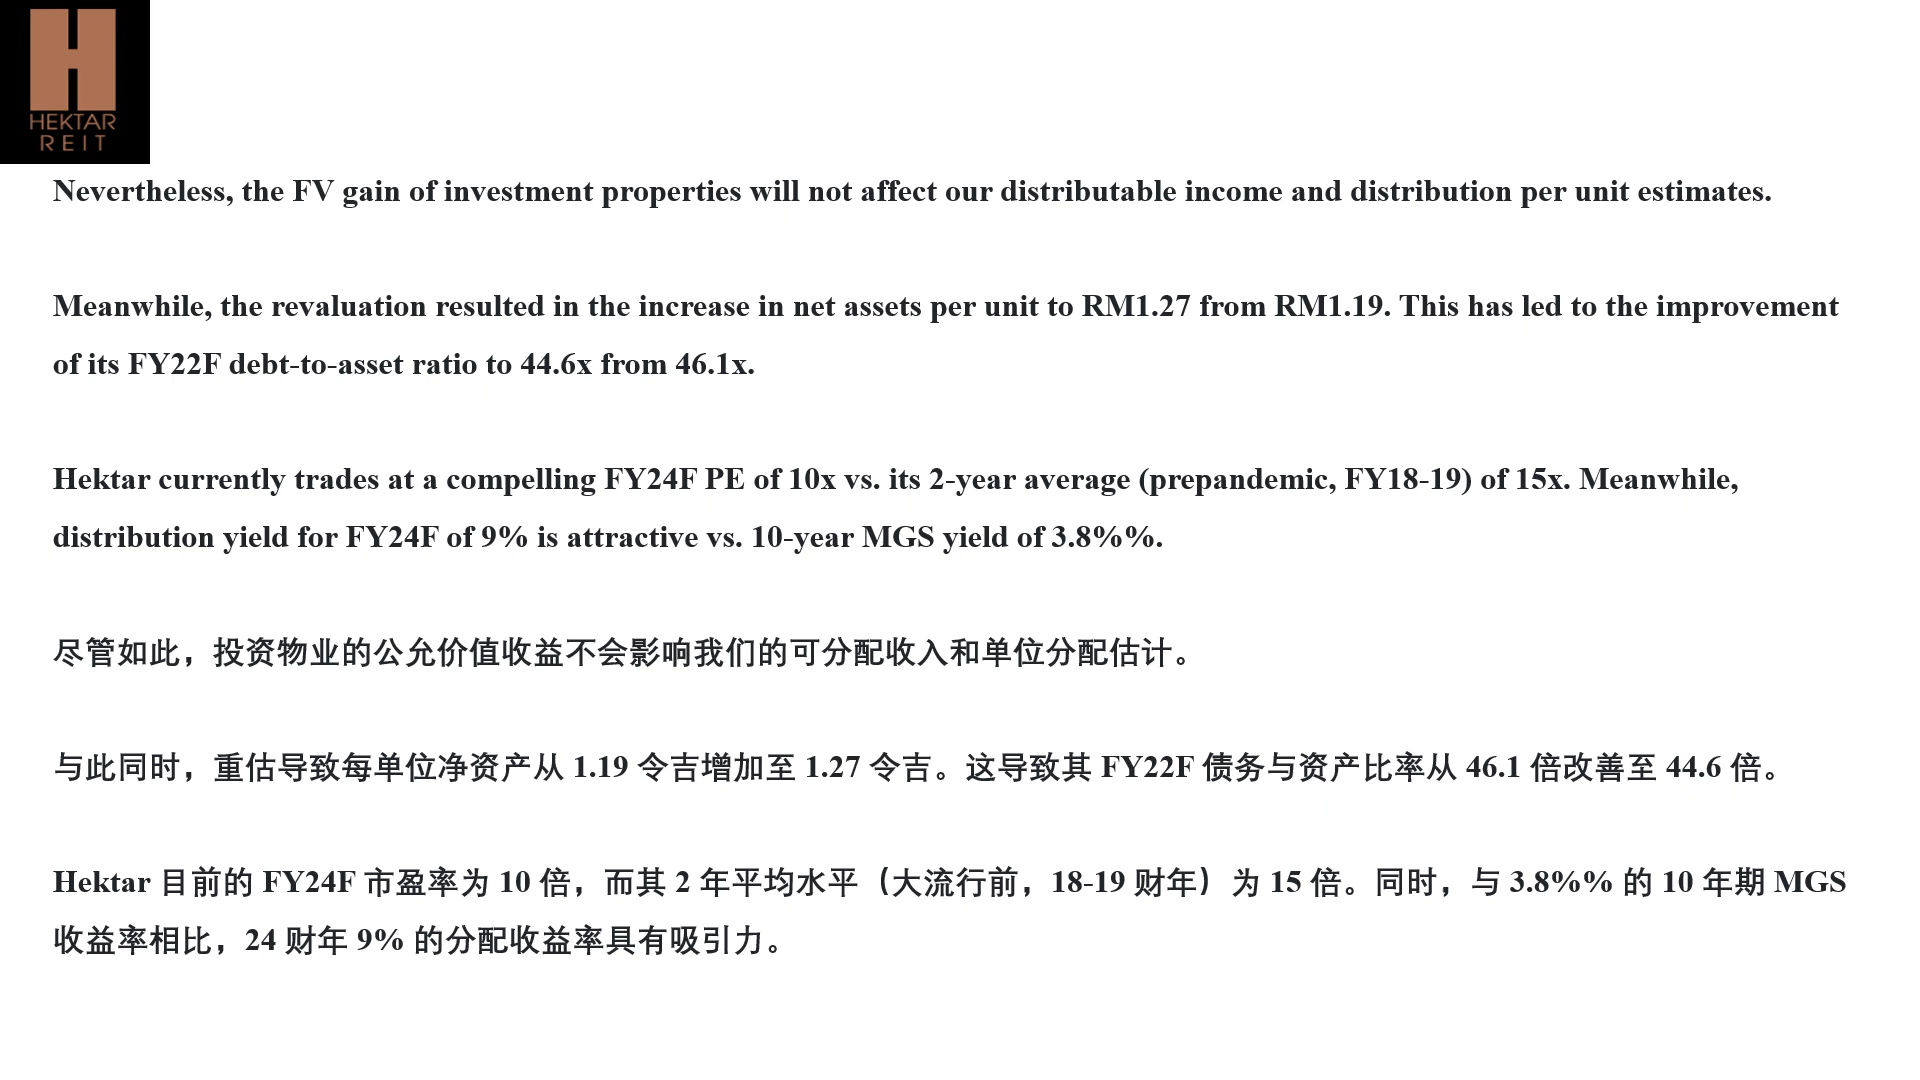 HEKTAR
REIT
Nevertheless, the FV gain of investment properties will not affect our distributable income and distribution per unit estimates.
Meanwhile, the revaluation resulted in the increase in net assets per unit to RM1.27 from RM1.19. This has led to the improvement
of its FY22F debt-to-asset ratio to 44.6x from 46.1x.
Hektar currently trades at a compelling FY24F PE of 10x vs. its 2-year average (prepandemic, FY18-19) of 15x. Meanwhile,
distribution yield for FY24F of 9% is attractive vs. 10-year MGS yield of 3.8%%.
尽管如此，投资物业的公允价值收益不会影响我们的可分配收入和单位分配估计。
与此同时，重估导致每单位净资产从 1.19 令吉增加至 1.27 令吉。这导致其 FY22F 债务与资产比率从 46.1 倍改善至 44.6 倍。
Hektar 目前的 FY24F 市盈率为 10 倍，而其 2 年平均水平（大流行前，18-19 财年）为 15 倍。同时，与 3.8%% 的 10 年期 MGS
收益率相比，24 财年 9% 的分配收益率具有吸引力。